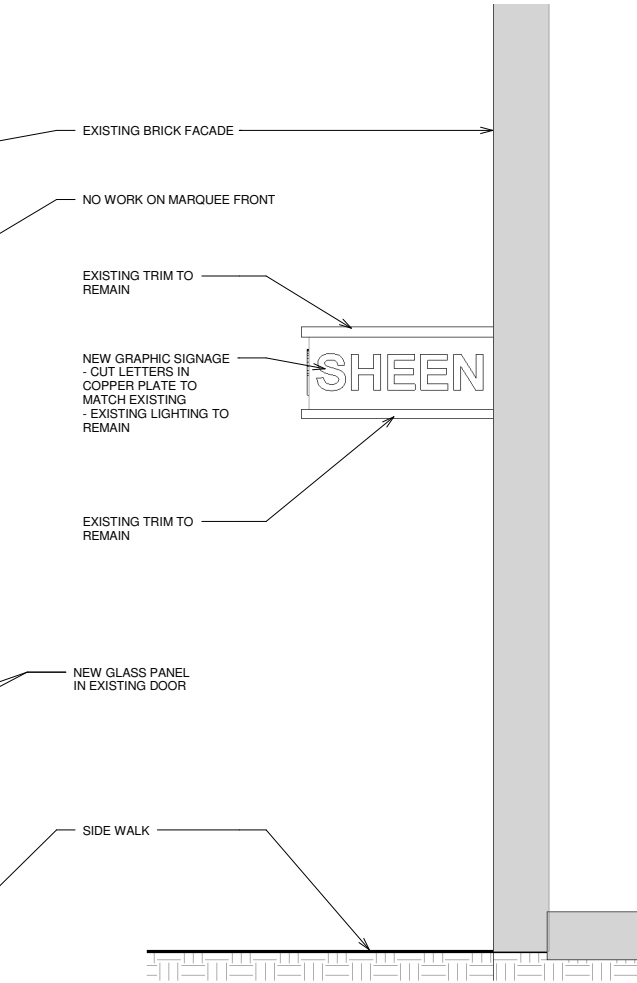 EXISTING BRICK FACADE
NO WORK ON MARQUEE FRONT
EXISTING TRIM TO
REMAIN
NEW GRAPHIC SIGNAGE
- CUT LETTERS IN
COPPER PLATE TO
MATCH EXISTING
- EXISTING LIGHTING TO
REMAIN
SHEEN
EXISTING TRIM TO
REMAIN
NEW GLASS PANEL
IN EXISTING DOOR
SIDE WALK